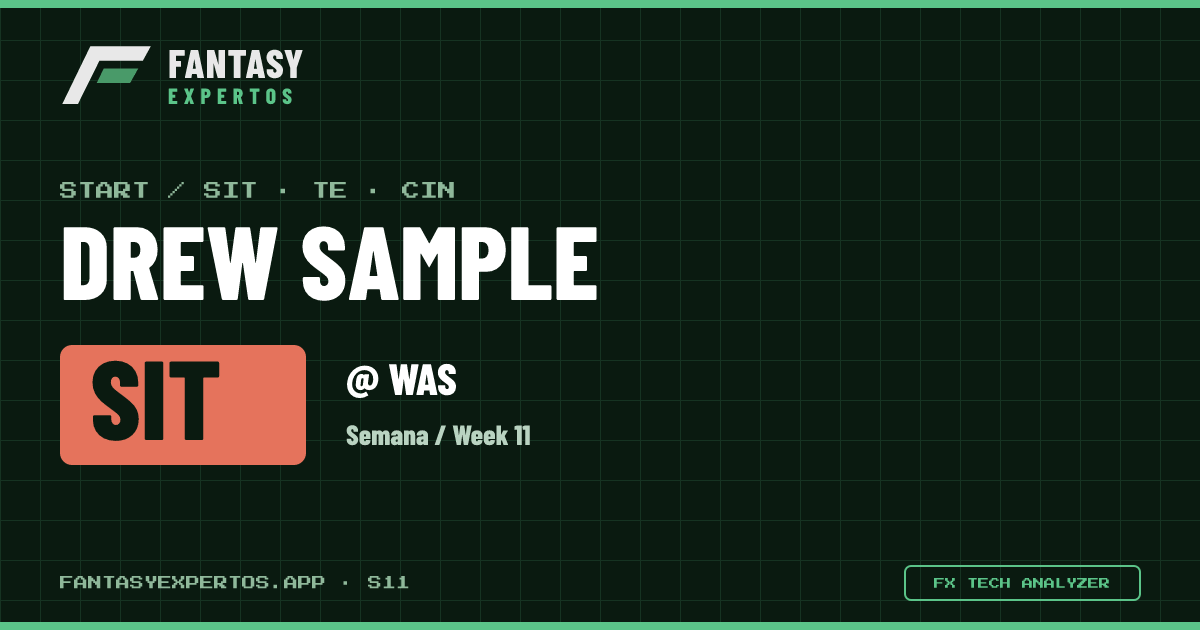 FANTASY
EXPERTOS
START / SIT · TE · CIN
DREW SAMPLE
SIT
@ WAS
Semana / Week 11
FANTASYEXPERTOS.APP · S11
FX TECH ANALYZER